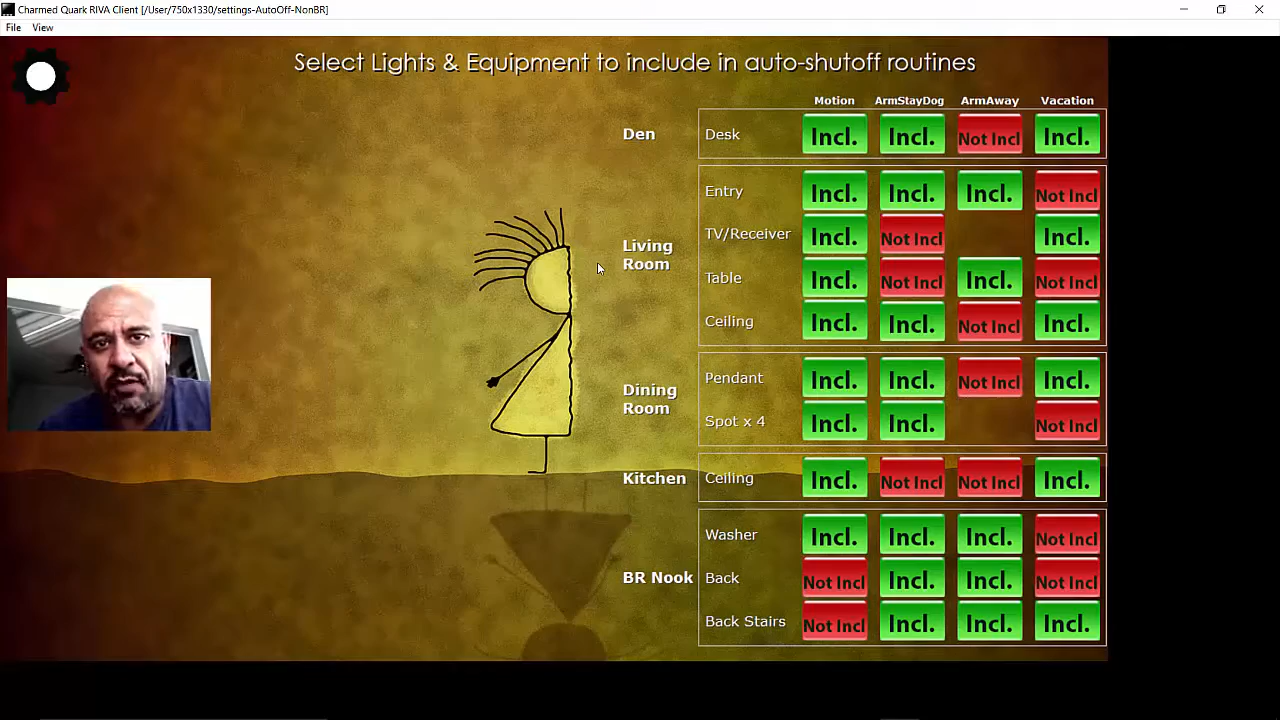 Charmed Quark RIVA Client [/User/750x1330/settings-AutoOff-NonBR]
File View
Select Lights & Equipment to include in auto-shutoff routines
Motion ArmStayDog ArmAway Vacation
Den Desk Incl. Incl. Not Incl Incl.
Entry Incl. Incl. Incl. Not Incl
Living
Room
TV/Receiver Incl. Not Incl Incl.
Table Incl. Not Incl Incl. Not Incl
Ceiling Incl. Incl. Not Incl Incl.
Dining
Room
Pendant Incl. Incl. Not Incl Incl.
Spot x 4 Incl. Incl. Not Incl
Kitchen Ceiling Incl. Not Incl Not Incl Incl.
Washer Incl. Incl. Incl. Not Incl
BR Nook Back Not Incl Incl. Incl. Not Incl
Back Stairs Not Incl Incl. Incl. Incl.